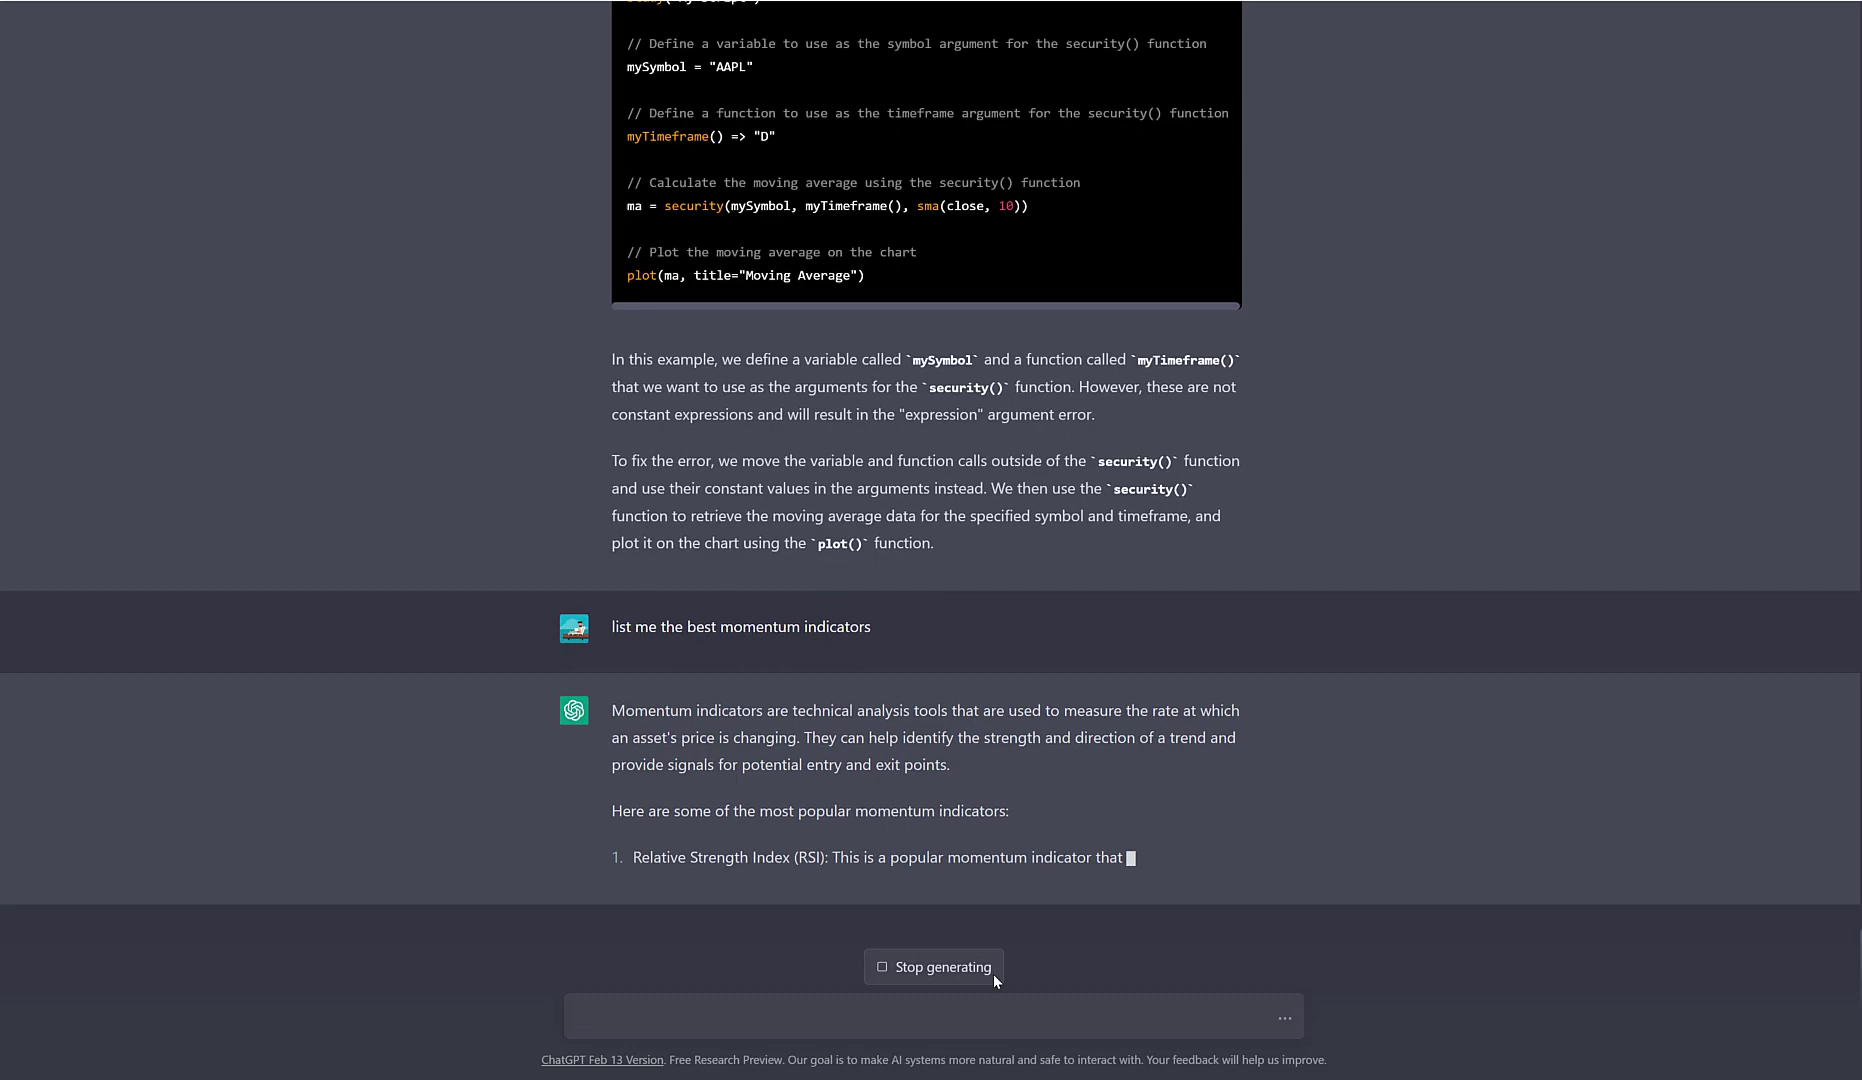 // Define a variable to use as the symbol argument for the security() function
mySymbol = "AAPL"
// Define a function to use as the timeframe argument for the security() function
myTimeframe() => "D"
// Calculate the moving average using the security() function
ma = security(mySymbol, myTimeframe(), sma(close, 10))
// Plot the moving average on the chart
plot(ma, title="Moving Average")
In this example, we define a variable called `mySymbol` and a function called `myTimeframe()`
that we want to use as the arguments for the `security()` function. However, these are not
constant expressions and will result in the "expression" argument error.
To fix the error, we move the variable and function calls outside of the `security()` function
and use their constant values in the arguments instead. We then use the `security()`
function to retrieve the moving average data for the specified symbol and timeframe, and
plot it on the chart using the `plot()` function.
list me the best momentum indicators
Momentum indicators are technical analysis tools that are used to measure the rate at which
an asset's price is changing. They can help identify the strength and direction of a trend and
provide signals for potential entry and exit points.
Here are some of the most popular momentum indicators:
1. Relative Strength Index (RSI): This is a popular momentum indicator that
Stop generating
...
ChatGPT Feb 13 Version. Free Research Preview. Our goal is to make AI systems more natural and safe to interact with. Your feedback will help us improve.